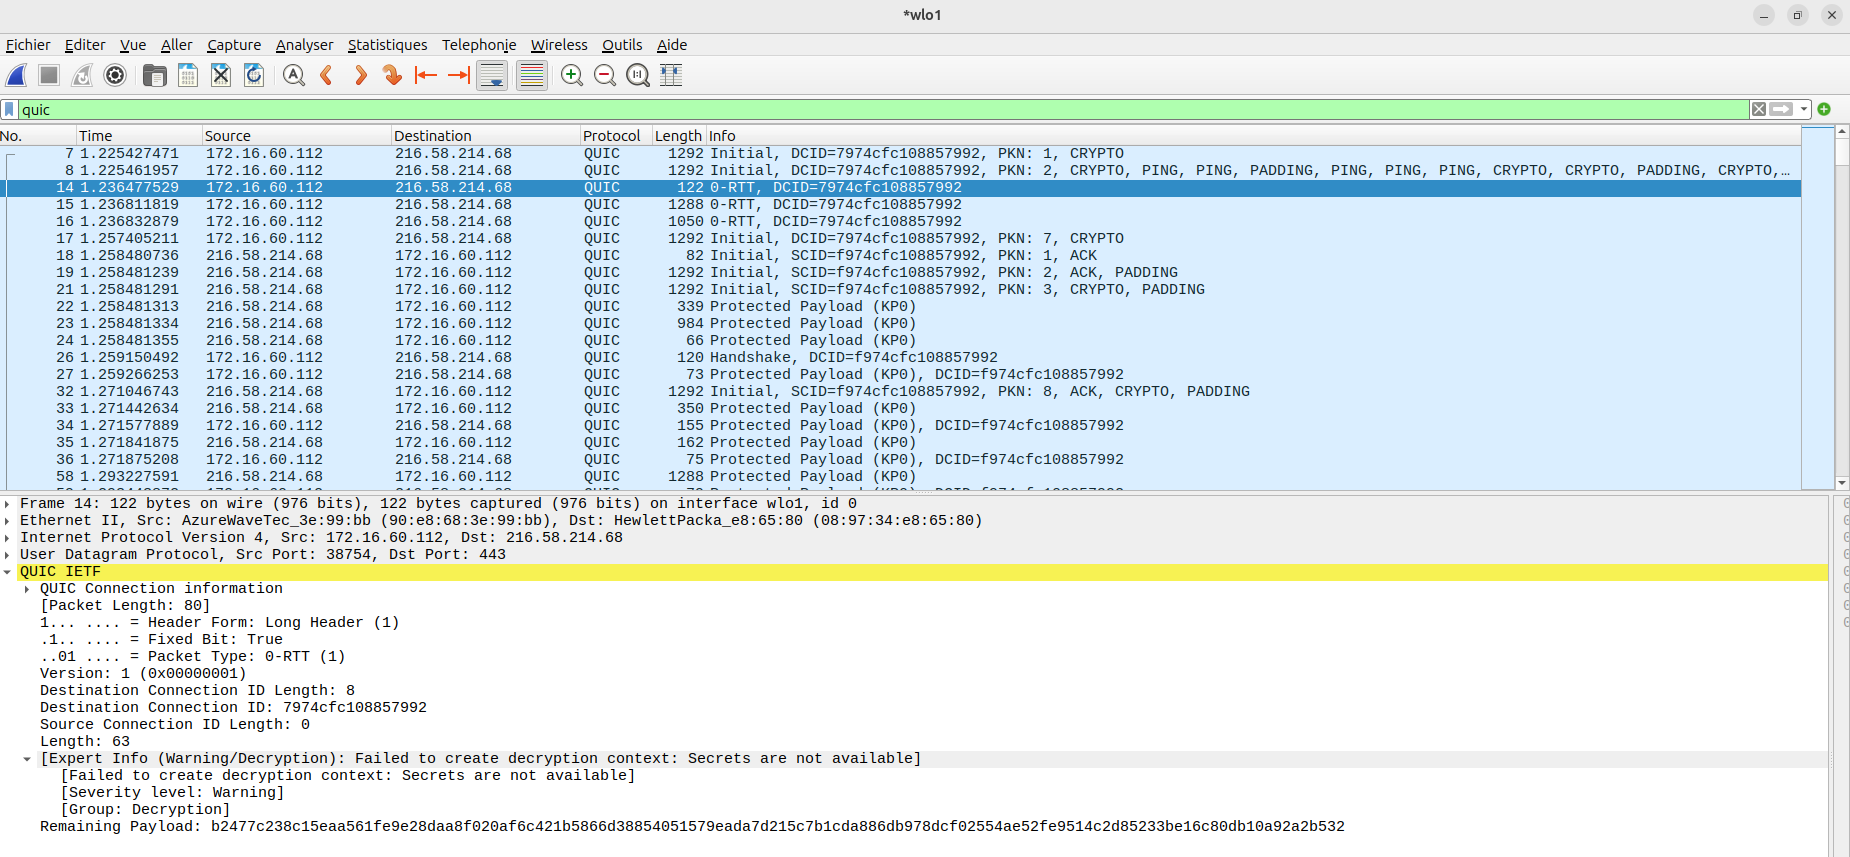 *wlo1
Fichier Editer Vue Aller Capture Analyser Statistiques Telephonie Wireless Outils Aide
quic
No. Time Source Destination Protocol Length Info
7 1.225427471 172.16.60.112 216.58.214.68 QUIC 1292 Initial, DCID=7974cfc108857992, PKN: 1, CRYPTO
8 1.225461957 172.16.60.112 216.58.214.68 QUIC 1292 Initial, DCID=7974cfc108857992, PKN: 2, CRYPTO, PING, PING, PADDING, PING, PING, PING, CRYPTO, CRYPTO, PADDING, CRYPTO,…
14 1.236477529 172.16.60.112 216.58.214.68 QUIC 122 0-RTT, DCID=7974cfc108857992
15 1.236811819 172.16.60.112 216.58.214.68 QUIC 1288 0-RTT, DCID=7974cfc108857992
16 1.236832879 172.16.60.112 216.58.214.68 QUIC 1050 0-RTT, DCID=7974cfc108857992
17 1.257405211 172.16.60.112 216.58.214.68 QUIC 1292 Initial, DCID=7974cfc108857992, PKN: 7, CRYPTO
18 1.258480736 216.58.214.68 172.16.60.112 QUIC 82 Initial, SCID=f974cfc108857992, PKN: 1, ACK
19 1.258481239 216.58.214.68 172.16.60.112 QUIC 1292 Initial, SCID=f974cfc108857992, PKN: 2, ACK, PADDING
21 1.258481291 216.58.214.68 172.16.60.112 QUIC 1292 Initial, SCID=f974cfc108857992, PKN: 3, CRYPTO, PADDING
22 1.258481313 216.58.214.68 172.16.60.112 QUIC 339 Protected Payload (KP0)
23 1.258481334 216.58.214.68 172.16.60.112 QUIC 984 Protected Payload (KP0)
24 1.258481355 216.58.214.68 172.16.60.112 QUIC 66 Protected Payload (KP0)
26 1.259150492 172.16.60.112 216.58.214.68 QUIC 120 Handshake, DCID=f974cfc108857992
27 1.259266253 172.16.60.112 216.58.214.68 QUIC 73 Protected Payload (KP0), DCID=f974cfc108857992
32 1.271046743 216.58.214.68 172.16.60.112 QUIC 1292 Initial, SCID=f974cfc108857992, PKN: 8, ACK, CRYPTO, PADDING
33 1.271442634 216.58.214.68 172.16.60.112 QUIC 350 Protected Payload (KP0)
34 1.271577889 172.16.60.112 216.58.214.68 QUIC 155 Protected Payload (KP0), DCID=f974cfc108857992
35 1.271841875 216.58.214.68 172.16.60.112 QUIC 162 Protected Payload (KP0)
36 1.271875208 172.16.60.112 216.58.214.68 QUIC 75 Protected Payload (KP0), DCID=f974cfc108857992
58 1.293227591 216.58.214.68 172.16.60.112 QUIC 1288 Protected Payload (KP0)
Frame 14: 122 bytes on wire (976 bits), 122 bytes captured (976 bits) on interface wlo1, id 0
Ethernet II, Src: AzureWaveTec_3e:99:bb (90:e8:68:3e:99:bb), Dst: HewlettPacka_e8:65:80 (08:97:34:e8:65:80)
Internet Protocol Version 4, Src: 172.16.60.112, Dst: 216.58.214.68
User Datagram Protocol, Src Port: 38754, Dst Port: 443
QUIC IETF
QUIC Connection information
[Packet Length: 80]
1... .... = Header Form: Long Header (1)
.1.. .... = Fixed Bit: True
..01 .... = Packet Type: 0-RTT (1)
Version: 1 (0x00000001)
Destination Connection ID Length: 8
Destination Connection ID: 7974cfc108857992
Source Connection ID Length: 0
Length: 63
[Expert Info (Warning/Decryption): Failed to create decryption context: Secrets are not available]
[Failed to create decryption context: Secrets are not available]
[Severity level: Warning]
[Group: Decryption]
Remaining Payload: b2477c238c15eaa561fe9e28daa8f020af6c421b5866d38854051579eada7d215c7b1cda886db978dcf02554ae52fe9514c2d85233be16c80db10a92a2b532